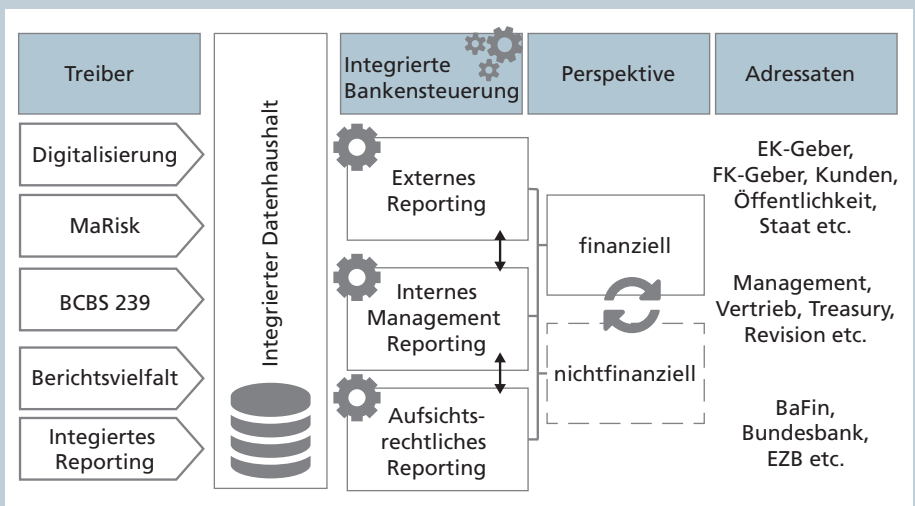 Treiber
Digitalisierung
MaRisk
BCBS 239
Berichtsvielfalt
Integiertes
Reporting
Integrierter Datenhaushalt
Integrierte
Bankensteuerung
Externes
Reporting
Internes
Management
Reporting
Aufsichts-
rechtliches
Reporting
Perspektive
finanziell
nichtfinanziell
Adressaten
EK-Geber,
FK-Geber, Kunden,
Öffentlichkeit,
Staat etc.
Management,
Vertrieb, Treasury,
Revision etc.
BaFin,
Bundesbank,
EZB etc.